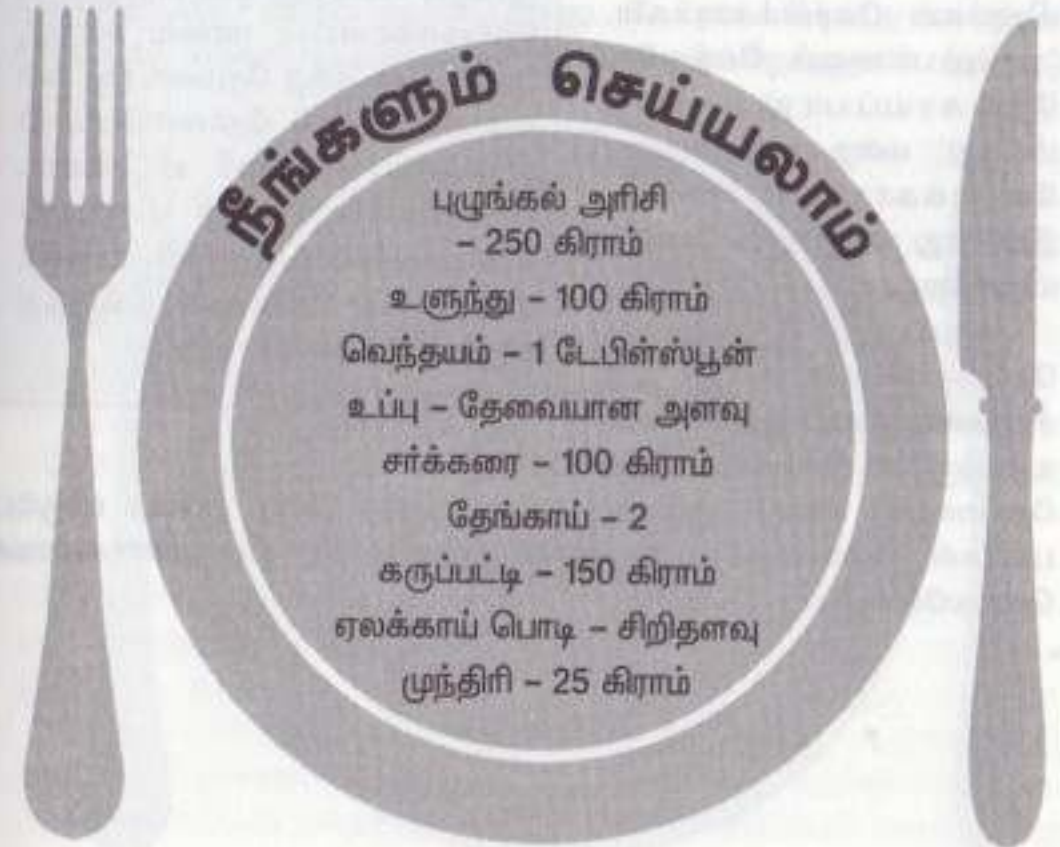 நீங்களும் செய்யலாம்
புழுங்கல் அரிசி
– 250 கிராம்
உளுந்து – 100 கிராம்
வெந்தயம் – 1 டேபிள்ஸ்பூன்
உப்பு – தேவையான அளவு
சர்க்கரை – 100 கிராம்
தேங்காய் – 2
கருப்பட்டி – 150 கிராம்
ஏலக்காய் பொடி – சிறிதளவு
முந்திரி – 25 கிராம்